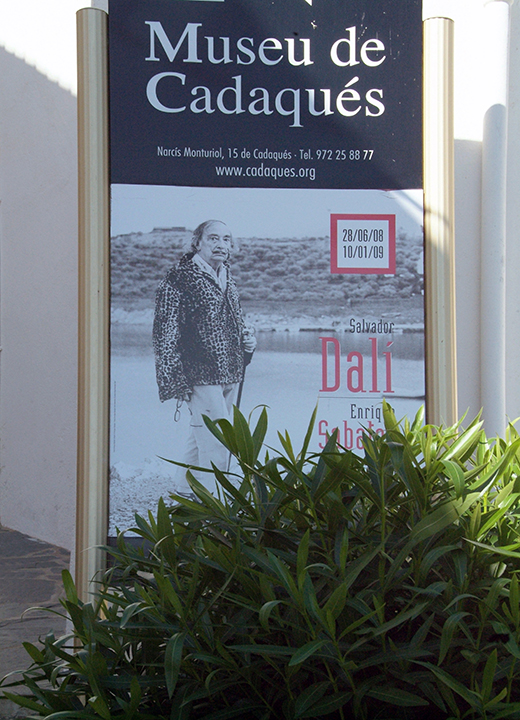 Museu de
Cadaqués
Narcís Monturiol, 15 de Cadaqués · Tel. 972 25 88 77
www.cadaques.org
28/06/08
10/01/09
Salvador
Dalí